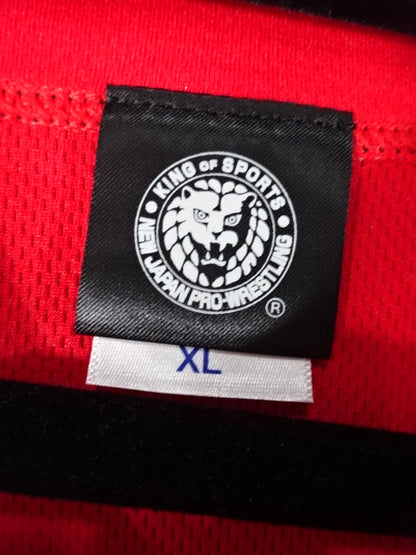 KING OF SPORTS
NEW JAPAN PRO-WRESTLING
®
XL